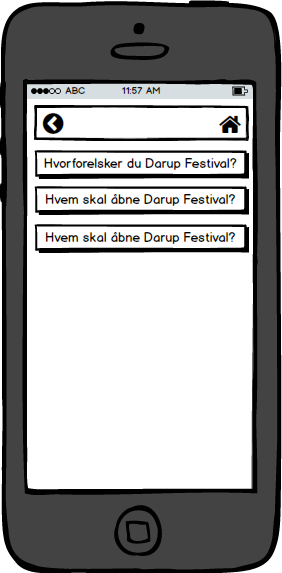 ABC 11:57 AM
Hvorforelsker du Darup Festival?
Hvem skal åbne Darup Festival?
Hvem skal åbne Darup Festival?